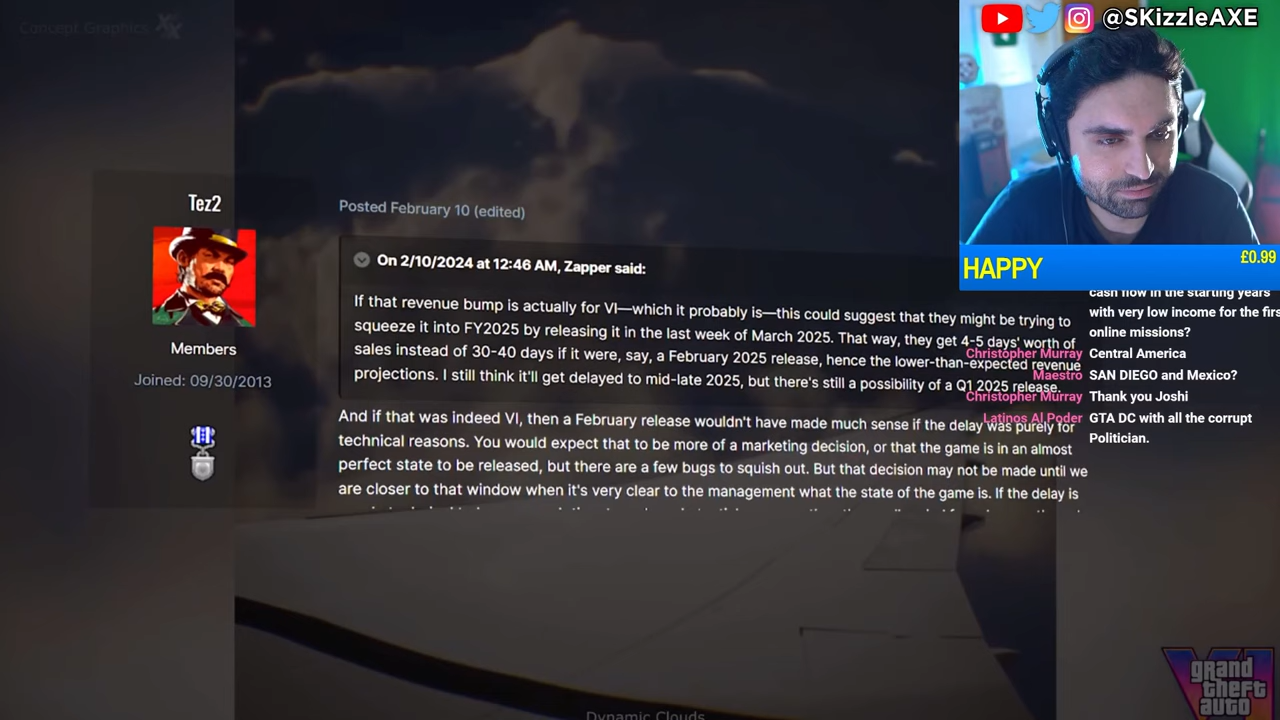 Concept Graphics
@SKizzleAXE
HAPPY
£0.99
Tez2
Members
Joined: 09/30/2013
Posted February 10 (edited)
On 2/10/2024 at 12:46 AM, Zapper said:
If that revenue bump is actually for VI—which it probably is—this could suggest that they might be trying to
squeeze it into FY2025 by releasing it in the last week of March 2025. That way, they get 4-5 days' worth of
sales instead of 30-40 days if it were, say, a February 2025 release, hence the lower-than-expected revenue
projections. I still think it'll get delayed to mid-late 2025, but there's still a possibility of a Q1 2025 release.
And if that was indeed VI, then a February release wouldn't have made much sense if the delay was purely for
technical reasons. You would expect that to be more of a marketing decision, or that the game is in an almost
perfect state to be released, but there are a few bugs to squish out. But that decision may not be made until we
are closer to that window when it's very clear to the management what the state of the game is. If the delay is
cash flow in the starting years
with very low income for the firs
online missions?
Christopher Murray Central America
Maestro SAN DIEGO and Mexico?
Christopher Murray Thank you Joshi
Latinos Al Poder GTA DC with all the corrupt
Politician.
VI
grand
theft
auto
Dynamic Clouds